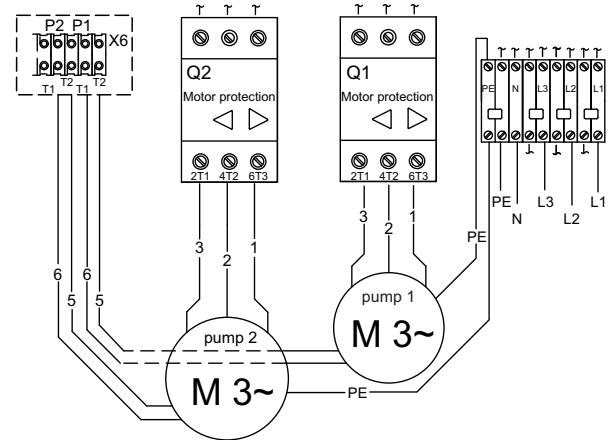 P2 P1
X6
T2 T2
T1 T1
Q2
Motor protection
2T1 4T2 6T3
Q1
Motor protection
2T1 4T2 6T3
PE N L3 L2 L1
PE
N
L3
L2
L1
3
2
1
3
2
1
PE
6
5
6
5
pump 1
M 3~
pump 2
M 3~
PE